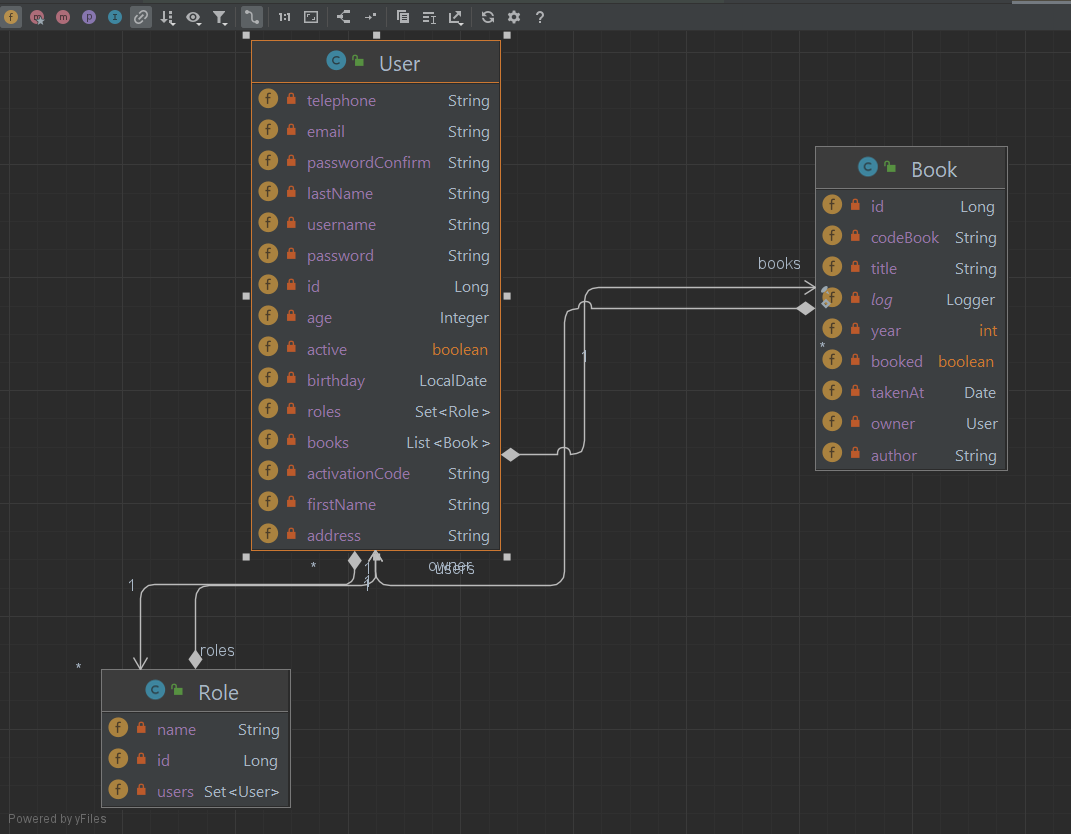 f m m p I 1:1 ?
C User
f telephone String
f email String
f passwordConfirm String
f lastName String
f username String
f password String
f id Long
f age Integer
f active boolean
f birthday LocalDate
f roles Set<Role>
f books List<Book>
f activationCode String
f firstName String
f address String
C Book
f id Long
f codeBook String
f title String
f log Logger
f year int
f booked boolean
f takenAt Date
f owner User
f author String
books
1
*
* 1 owner
users
1
1
roles
*
C Role
f name String
f id Long
f users Set<User>
Powered by yFiles